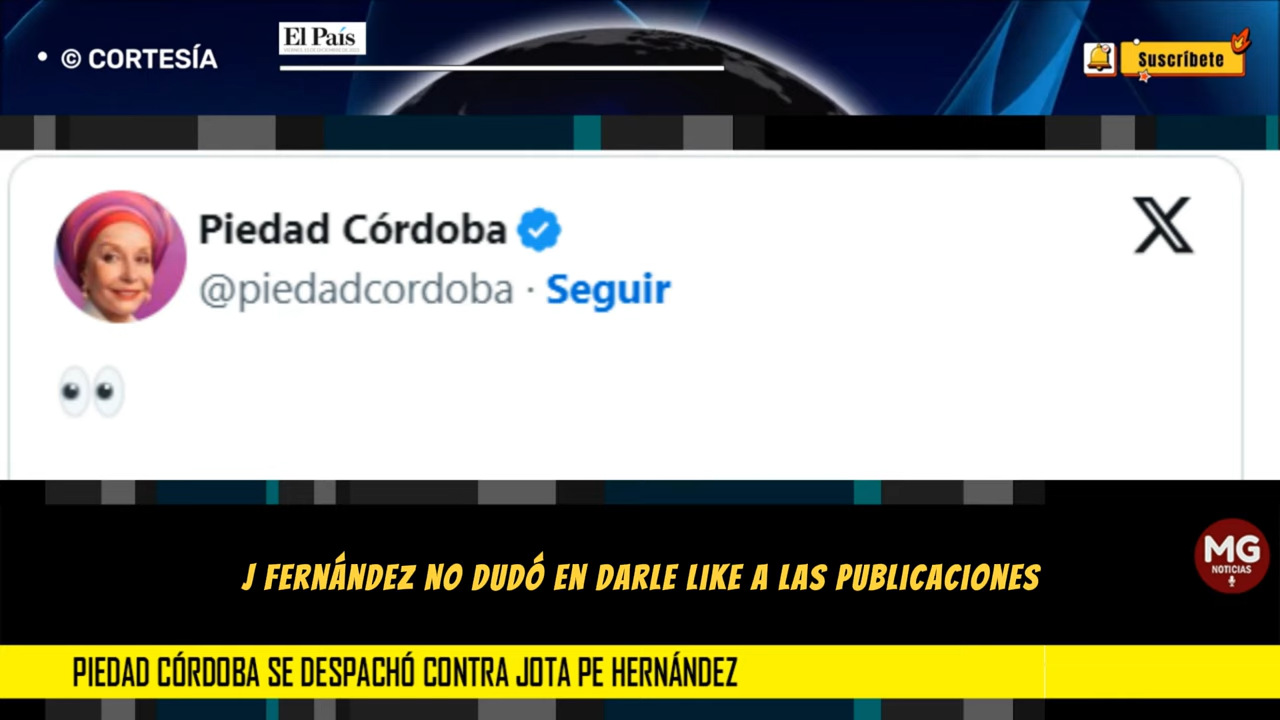 • © CORTESÍA
El País
Suscríbete
Piedad Córdoba
@piedadcordoba · Seguir
X
👀
J FERNÁNDEZ NO DUDÓ EN DARLE LIKE A LAS PUBLICACIONES
MG
NOTICIAS
PIEDAD CÓRDOBA SE DESPACHÓ CONTRA JOTA PE HERNÁNDEZ